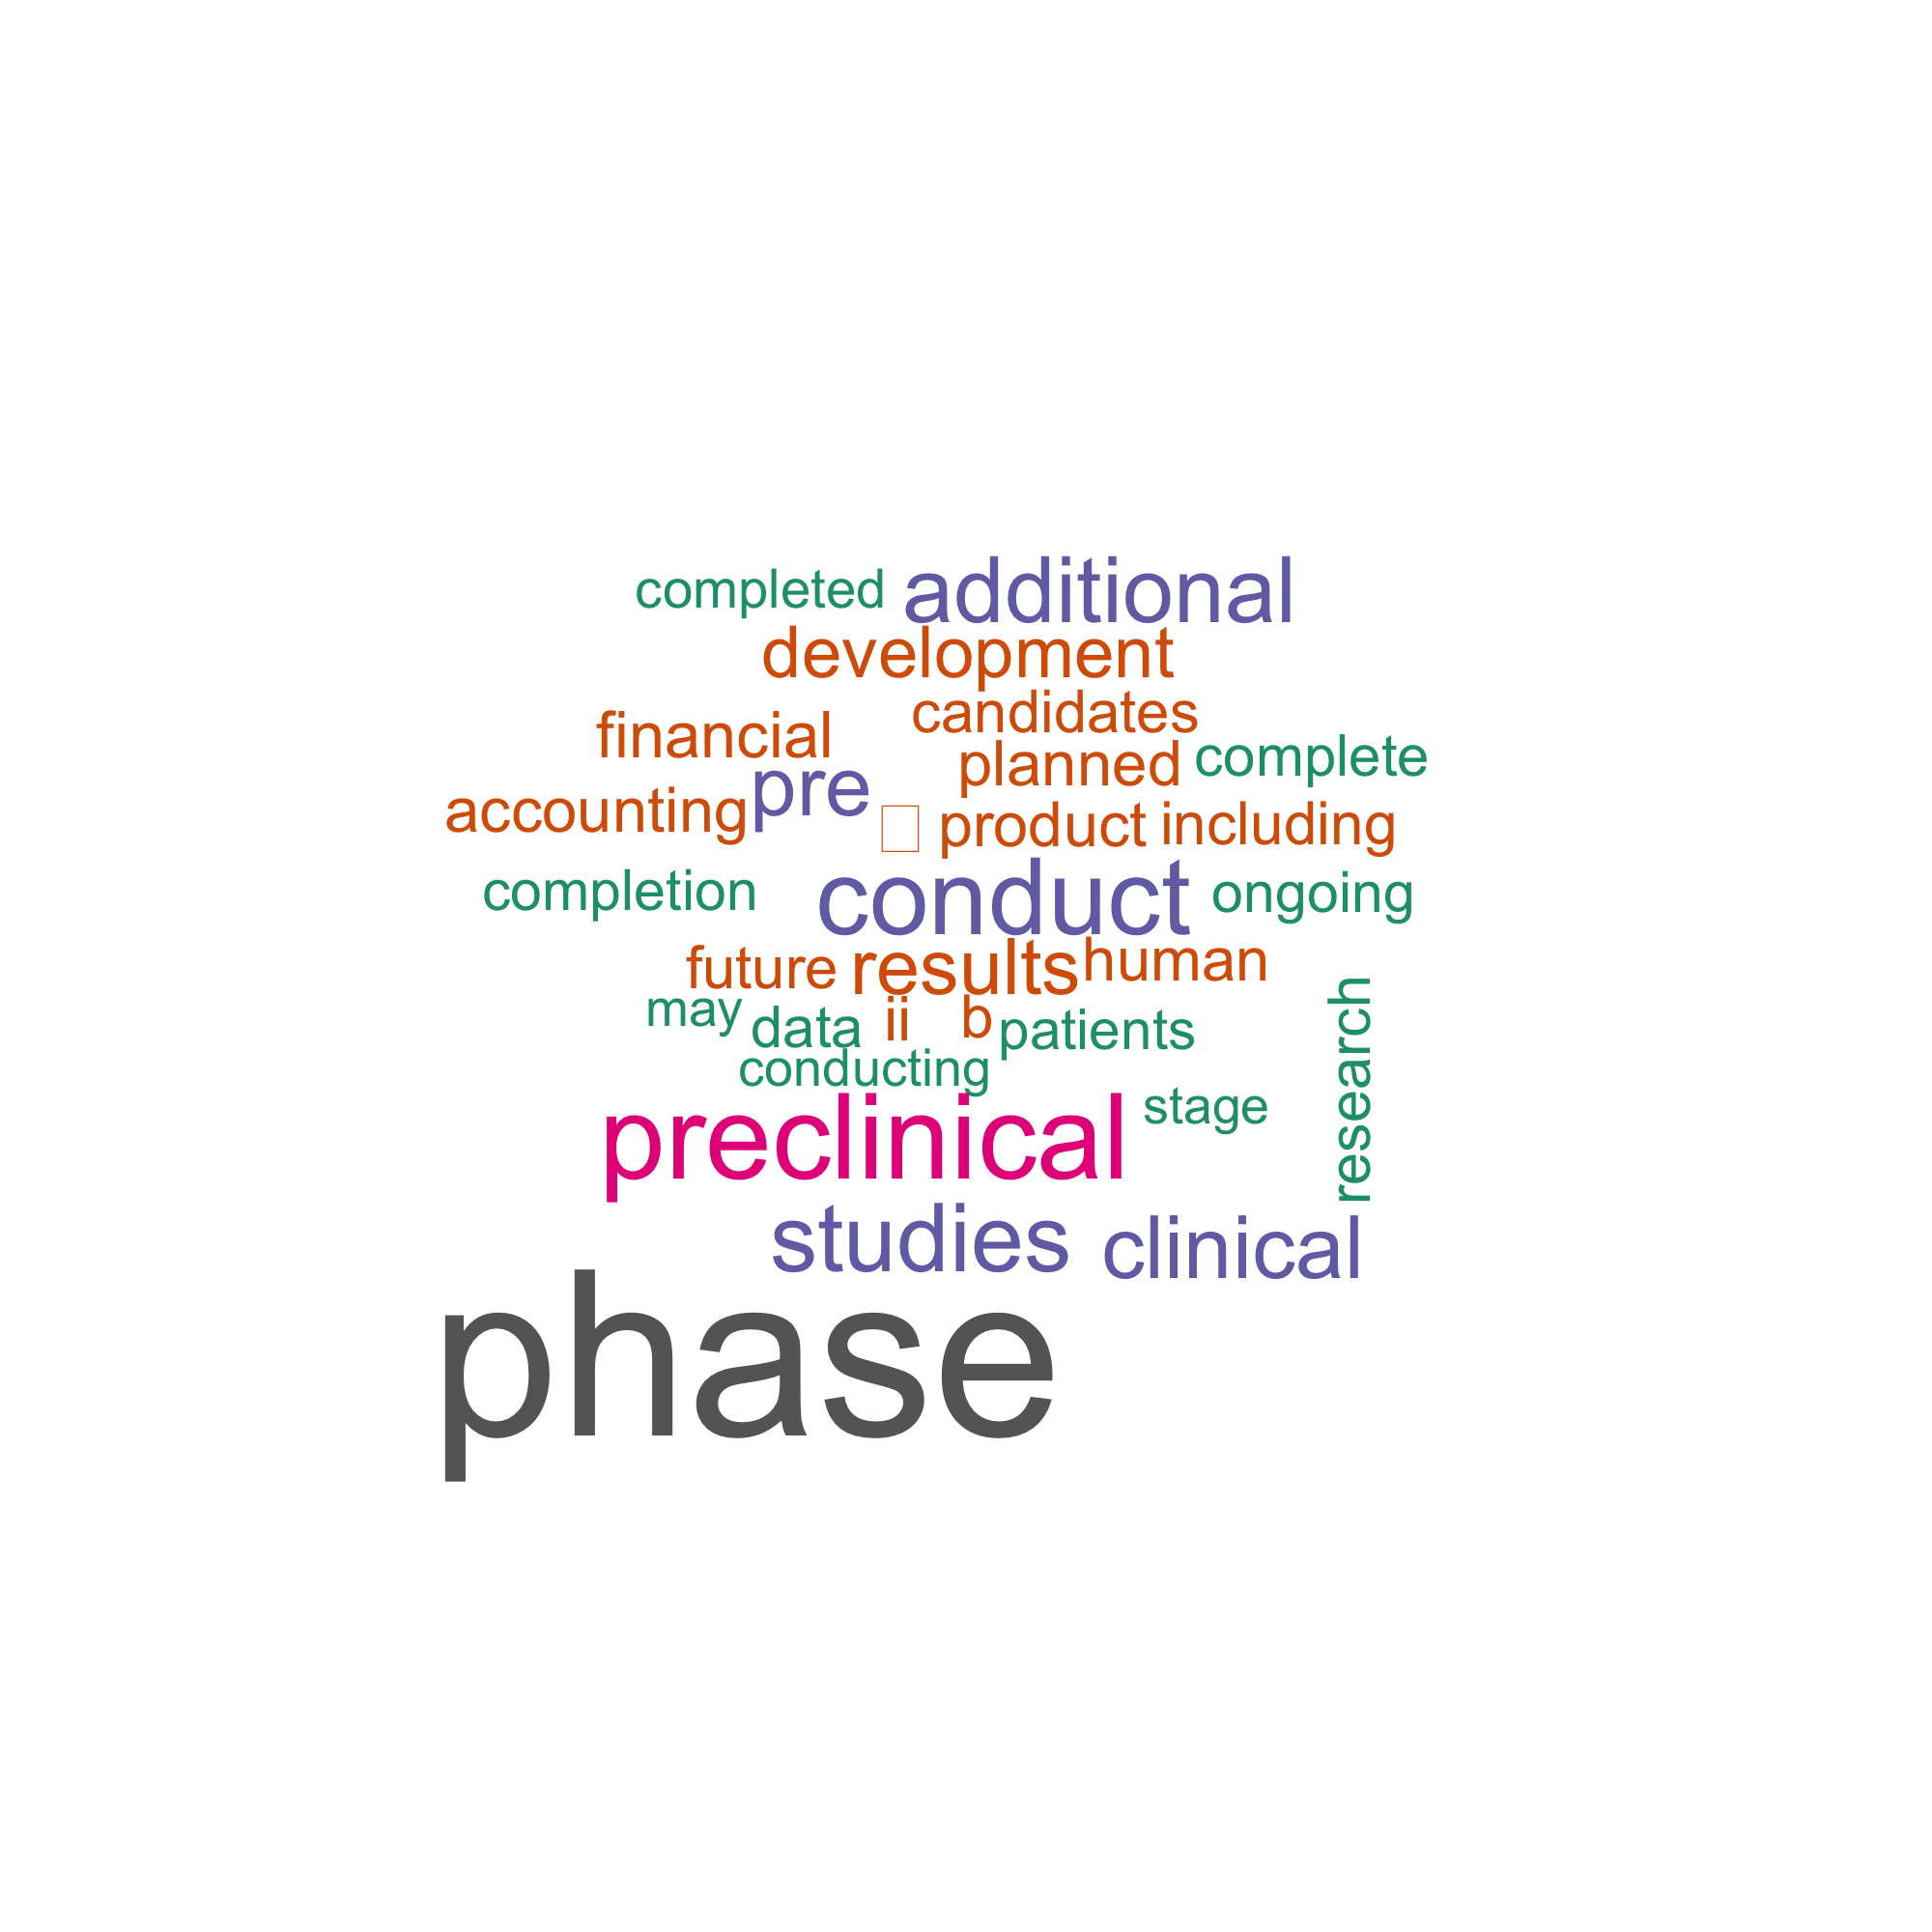 completed additional
development
candidates
financial
planned complete
pre
accounting
product including
completion conduct ongoing
future results human
may data ii b patients
conducting
research
preclinical stage
studies clinical
phase